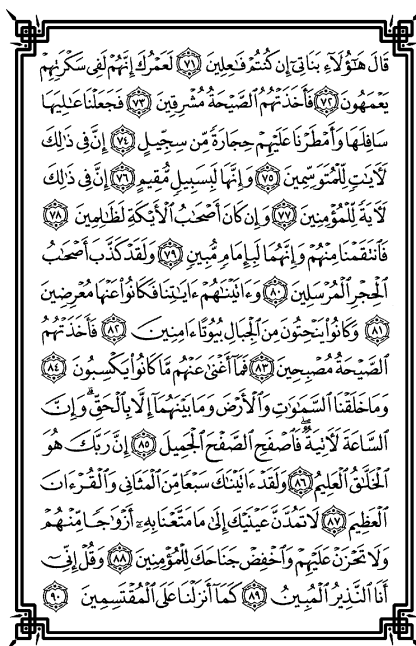 قَالَ هَٰٓؤُلَآءِ بَنَاتِىٓ إِن كُنتُمْ فَٰعِلِينَ ٧١ لَعَمْرُكَ إِنَّهُمْ لَفِى سَكْرَتِهِمْ
يَعْمَهُونَ ٧٢ فَأَخَذَتْهُمُ ٱلصَّيْحَةُ مُشْرِقِينَ ٧٣ فَجَعَلْنَا عَٰلِيَهَا
سَافِلَهَا وَأَمْطَرْنَا عَلَيْهِمْ حِجَارَةً مِّن سِجِّيلٍ ٧٤ إِنَّ فِى ذَٰلِكَ
لَءَايَٰتٍ لِّلْمُتَوَسِّمِينَ ٧٥ وَإِنَّهَا لَبِسَبِيلٍ مُّقِيمٍ ٧٦ إِنَّ فِى ذَٰلِكَ
لَءَايَةً لِّلْمُؤْمِنِينَ ٧٧ وَإِن كَانَ أَصْحَٰبُ ٱلْأَيْكَةِ لَظَٰلِمِينَ ٧٨
فَٱنتَقَمْنَا مِنْهُمْ وَإِنَّهُمَا لَبِإِمَامٍ مُّبِينٍ ٧٩ وَلَقَدْ كَذَّبَ أَصْحَٰبُ
ٱلْحِجْرِ ٱلْمُرْسَلِينَ ٨٠ وَءَاتَيْنَٰهُمْ ءَايَٰتِنَا فَكَانُوا۟ عَنْهَا مُعْرِضِينَ
٨١ وَكَانُوا۟ يَنْحِتُونَ مِنَ ٱلْجِبَالِ بُيُوتًا ءَامِنِينَ ٨٢ فَأَخَذَتْهُمُ
ٱلصَّيْحَةُ مُصْبِحِينَ ٨٣ فَمَآ أَغْنَىٰ عَنْهُم مَّا كَانُوا۟ يَكْسِبُونَ ٨٤
وَمَا خَلَقْنَا ٱلسَّمَٰوَٰتِ وَٱلْأَرْضَ وَمَا بَيْنَهُمَآ إِلَّا بِٱلْحَقِّ ۗ وَإِنَّ
ٱلسَّاعَةَ لَءَاتِيَةٌ ۖ فَٱصْفَحِ ٱلصَّفْحَ ٱلْجَمِيلَ ٨٥ إِنَّ رَبَّكَ هُوَ
ٱلْخَلَّٰقُ ٱلْعَلِيمُ ٨٦ وَلَقَدْ ءَاتَيْنَٰكَ سَبْعًا مِّنَ ٱلْمَثَانِى وَٱلْقُرْءَانَ
ٱلْعَظِيمَ ٨٧ لَا تَمُدَّنَّ عَيْنَيْكَ إِلَىٰ مَا مَتَّعْنَا بِهِۦٓ أَزْوَٰجًا مِّنْهُمْ
وَلَا تَحْزَنْ عَلَيْهِمْ وَٱخْفِضْ جَنَاحَكَ لِلْمُؤْمِنِينَ ٨٨ وَقُلْ إِنِّىٓ
أَنَا ٱلنَّذِيرُ ٱلْمُبِينُ ٨٩ كَمَآ أَنزَلْنَا عَلَى ٱلْمُقْتَسِمِينَ ٩٠